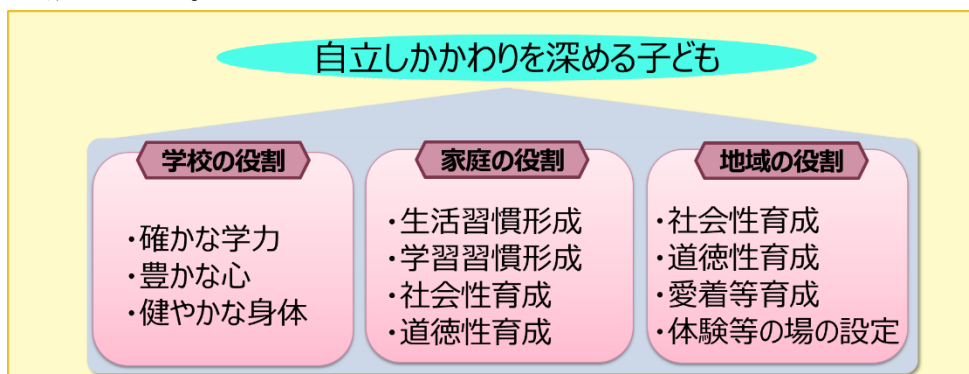 自立しかかわりを深める子ども
学校の役割
・確かな学力
・豊かな心
・健やかな身体
家庭の役割
・生活習慣形成
・学習習慣形成
・社会性育成
・道徳性育成
地域の役割
・社会性育成
・道徳性育成
・愛着等育成
・体験等の場の設定